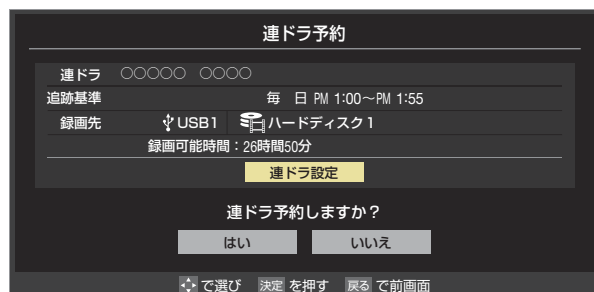 連ドラ予約
連ドラ ○○○○○ ○○○○
追跡基準 毎 日 PM 1:00～PM 1:55
録画先 USB1 ハードディスク1
録画可能時間：26時間50分
連ドラ設定
連ドラ予約しますか？
はい いいえ
で選び 決定 を押す 戻る で前画面